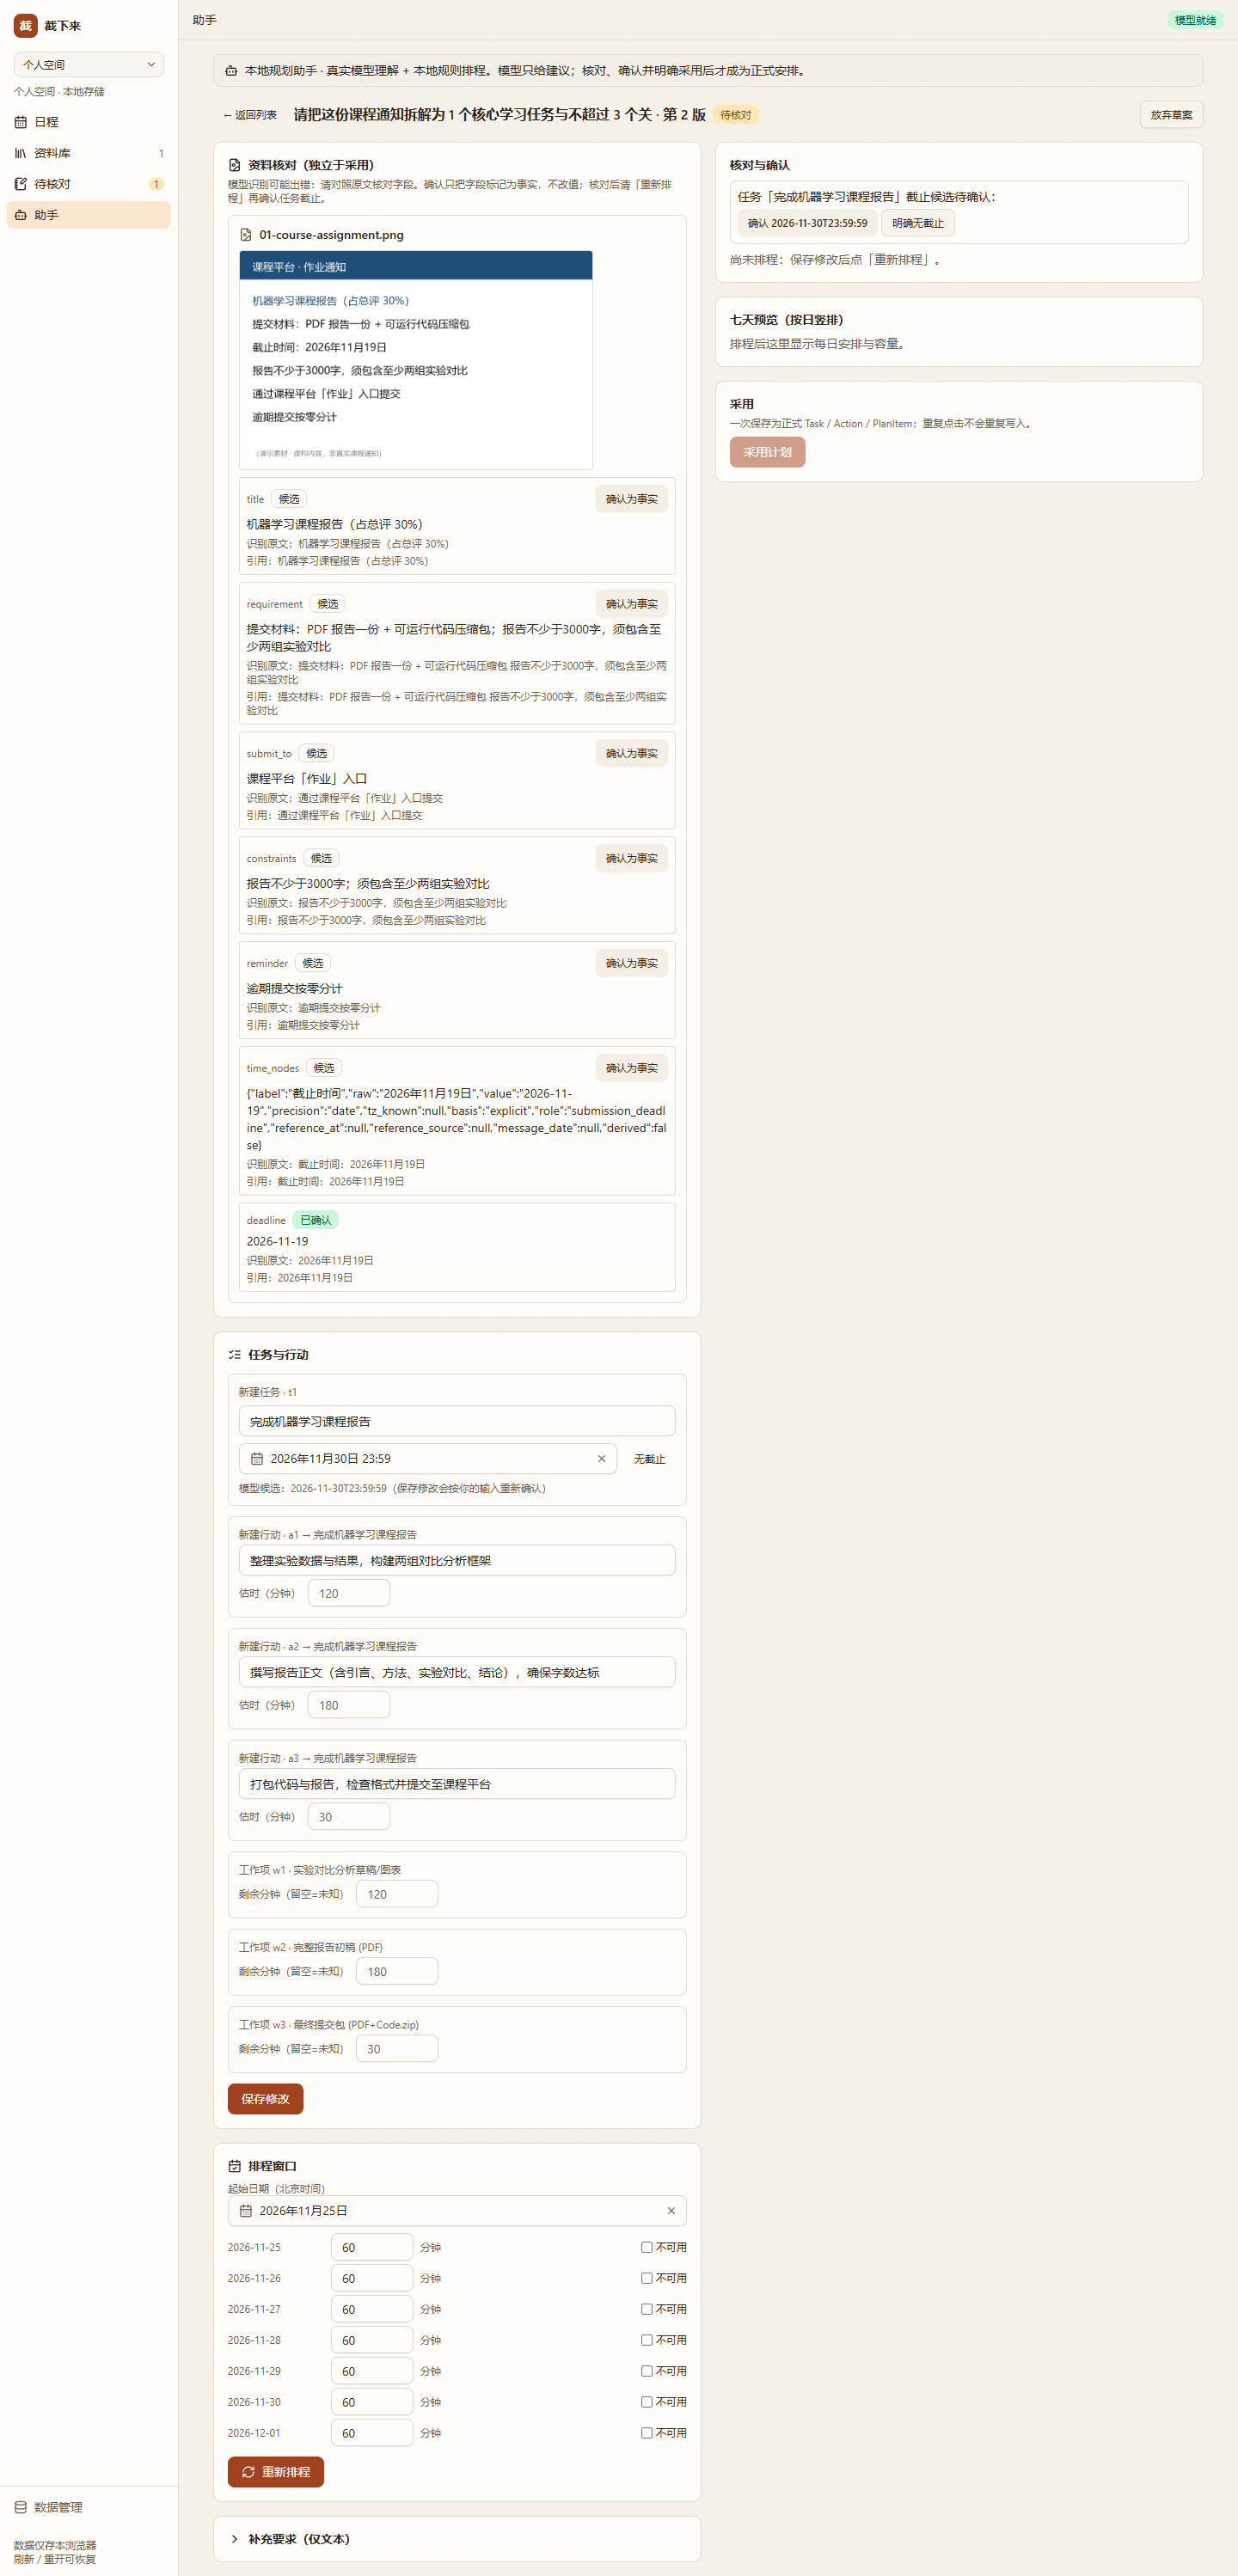 截 截下来
个人空间
个人空间 · 本地存储
日程
资料库 1
待核对 1
助手
数据管理
数据仅存本浏览器
刷新 / 重开可恢复
助手
模型就绪
本地规划助手 · 真实模型理解 + 本地规则排程。模型只给建议；核对、确认并明确采用后才成为正式安排。
← 返回列表 请把这份课程通知拆解为 1 个核心学习任务与不超过 3 个关 · 第 2 版 待核对 放弃草案
资料核对（独立于采用）
模型识别可能出错：请对照原文核对字段。确认只把字段标记为事实，不改值；核对后请「重新排
程」再确认任务截止。
01-course-assignment.png
课程平台 · 作业通知
机器学习课程报告（占总评 30%）
提交材料：PDF 报告一份 + 可运行代码压缩包
截止时间：2026年11月19日
报告不少于3000字，须包含至少两组实验对比
通过课程平台「作业」入口提交
逾期提交按零分计
（演示素材 · 虚构内容，非真实课程通知）
title 候选 确认为事实
机器学习课程报告（占总评 30%）
识别原文：机器学习课程报告（占总评 30%）
引用：机器学习课程报告（占总评 30%）
requirement 候选 确认为事实
提交材料：PDF 报告一份 + 可运行代码压缩包；报告不少于3000字，须包含至
少两组实验对比
识别原文：提交材料：PDF 报告一份 + 可运行代码压缩包 报告不少于3000字，须包含至少两
组实验对比
引用：提交材料：PDF 报告一份 + 可运行代码压缩包 报告不少于3000字，须包含至少两组实
验对比
submit_to 候选 确认为事实
课程平台「作业」入口
识别原文：通过课程平台「作业」入口提交
引用：通过课程平台「作业」入口提交
constraints 候选 确认为事实
报告不少于3000字；须包含至少两组实验对比
识别原文：报告不少于3000字，须包含至少两组实验对比
引用：报告不少于3000字，须包含至少两组实验对比
reminder 候选 确认为事实
逾期提交按零分计
识别原文：逾期提交按零分计
引用：逾期提交按零分计
time_nodes 候选 确认为事实
{"label":"截止时间","raw":"2026年11月19日","value":"2026-11-
19","precision":"date","tz_known":null,"basis":"explicit","role":"submission_deadl
ine","reference_at":null,"reference_source":null,"message_date":null,"derived":fal
se}
识别原文：截止时间：2026年11月19日
引用：截止时间：2026年11月19日
deadline 已确认
2026-11-19
识别原文：2026年11月19日
引用：2026年11月19日
任务与行动
新建任务 · t1
完成机器学习课程报告
2026年11月30日 23:59 无截止
模型候选：2026-11-30T23:59:59（保存修改会按你的输入重新确认）
新建行动 · a1 → 完成机器学习课程报告
整理实验数据与结果，构建两组对比分析框架
估时（分钟） 120
新建行动 · a2 → 完成机器学习课程报告
撰写报告正文（含引言、方法、实验对比、结论），确保字数达标
估时（分钟） 180
新建行动 · a3 → 完成机器学习课程报告
打包代码与报告，检查格式并提交至课程平台
估时（分钟） 30
工作项 w1 · 实验对比分析草稿/图表
剩余分钟（留空=未知） 120
工作项 w2 · 完整报告初稿 (PDF)
剩余分钟（留空=未知） 180
工作项 w3 · 最终提交包 (PDF+Code.zip)
剩余分钟（留空=未知） 30
保存修改
排程窗口
起始日期（北京时间）
2026年11月25日
2026-11-25 60 分钟 不可用
2026-11-26 60 分钟 不可用
2026-11-27 60 分钟 不可用
2026-11-28 60 分钟 不可用
2026-11-29 60 分钟 不可用
2026-11-30 60 分钟 不可用
2026-12-01 60 分钟 不可用
重新排程
补充要求（仅文本）
核对与确认
任务「完成机器学习课程报告」截止候选待确认：
确认 2026-11-30T23:59:59 明确无截止
尚未排程：保存修改后点「重新排程」。
七天预览（按日竖排）
排程后这里显示每日安排与容量。
采用
一次保存为正式 Task / Action / PlanItem；重复点击不会重复写入。
采用计划